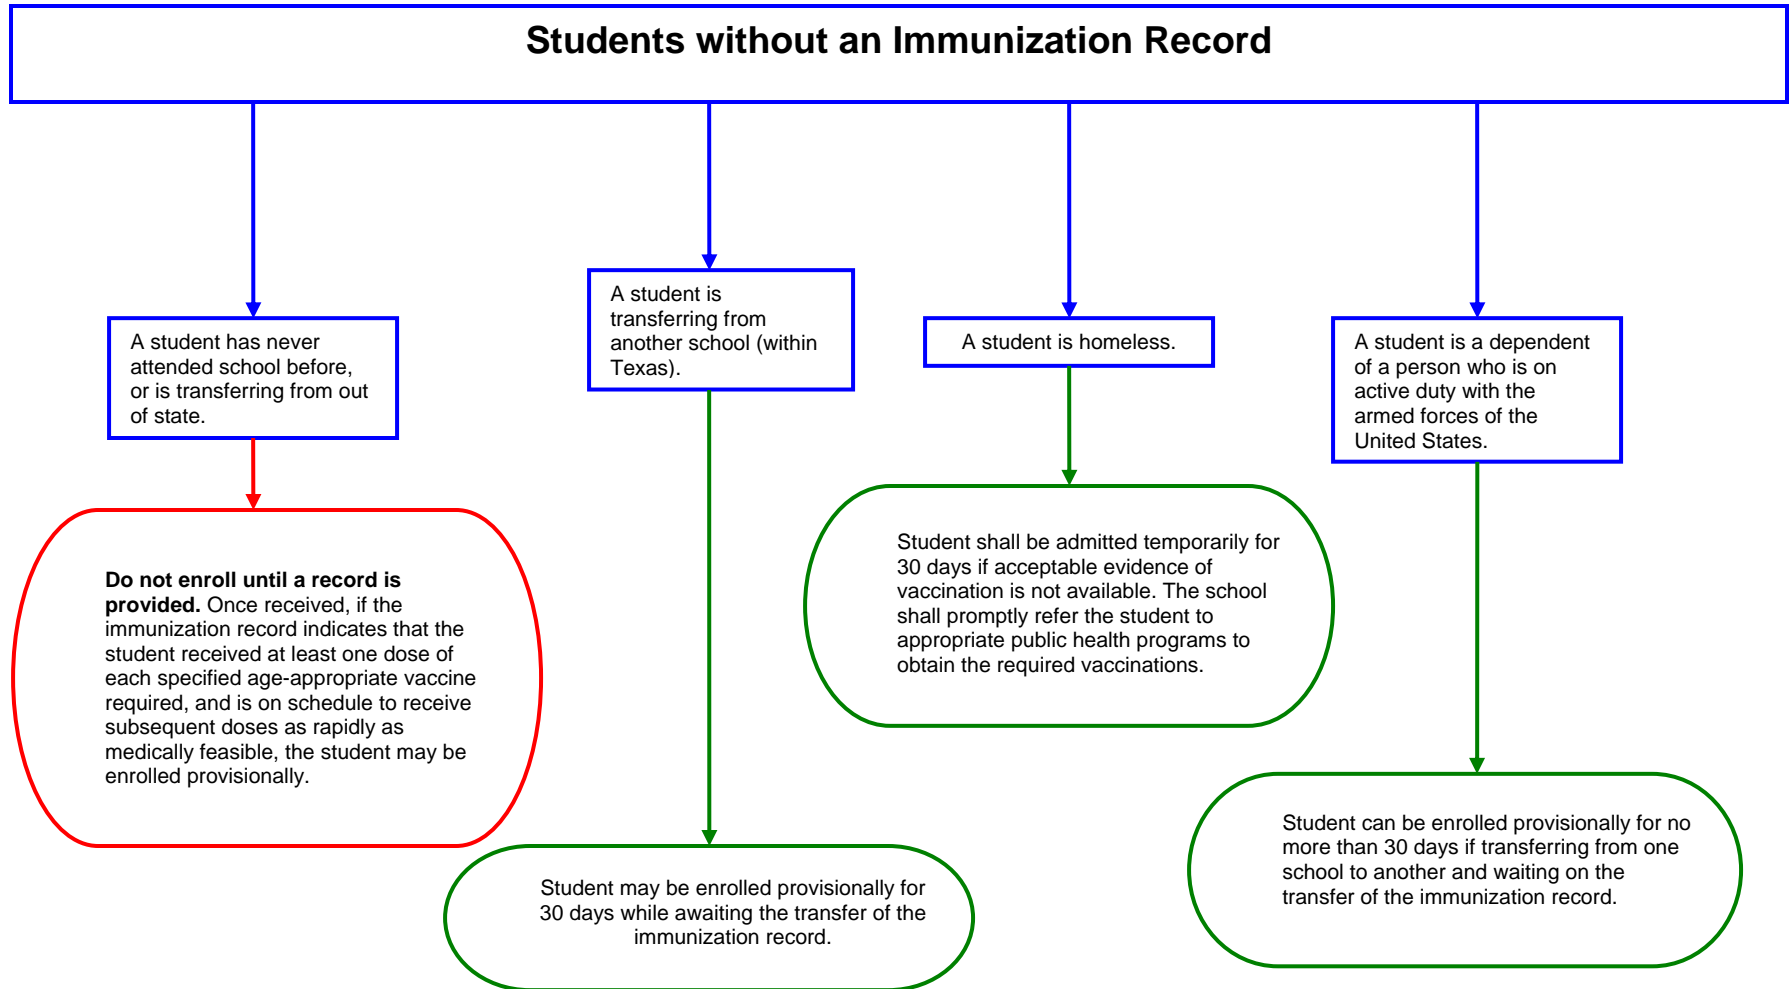 Students without an Immunization Record
A student has never
attended school before,
or is transferring from out
of state.
A student is
transferring from
another school (within
Texas).
A student is homeless.
A student is a dependent
of a person who is on
active duty with the
armed forces of the
United States.
Do not enroll until a record is
provided. Once received, if the
immunization record indicates that the
student received at least one dose of
each specified age-appropriate vaccine
required, and is on schedule to receive
subsequent doses as rapidly as
medically feasible, the student may be
enrolled provisionally.
Student may be enrolled provisionally for
30 days while awaiting the transfer of the
immunization record.
Student shall be admitted temporarily for
30 days if acceptable evidence of
vaccination is not available. The school
shall promptly refer the student to
appropriate public health programs to
obtain the required vaccinations.
Student can be enrolled provisionally for no
more than 30 days if transferring from one
school to another and waiting on the
transfer of the immunization record.